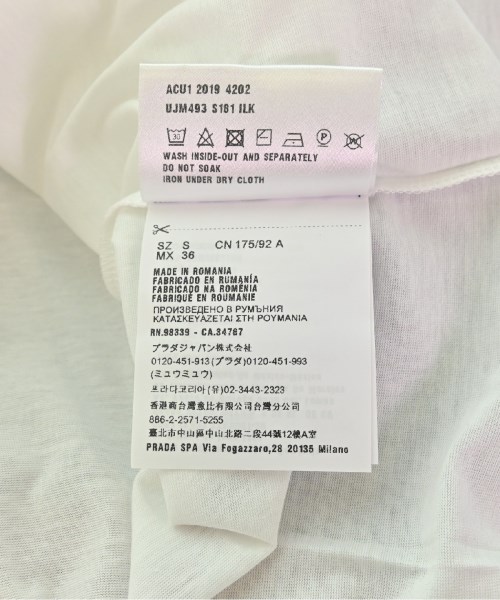 ACU1 2019 4202
UJM493 S181 ILK
30 P W
WASH INSIDE-OUT AND SEPARATELY
DO NOT SOAK
IRON UNDER DRY CLOTH
SZ S CN 175/92 A
MX 36
MADE IN ROMANIA
FABRICADO EN RUMANÍA
FABRICADO NA ROMÉNIA
FABRIQUÉ EN ROUMANIE
ПРОИЗВЕДЕНО В РУМЪНИЯ
ΚΑΤΑΣΚΕΥΑΖΕΤΑΙ ΣΤΗ ΡΟΥΜΑΝΙΑ
RN.98339 - CA.34767
プラダジャパン株式会社
0120-451-913 (プラダ)0120-451-993
(ミュウミュウ)
프라다코리아 (유)02-3443-2323
香港商台灣惠比有限公司台灣分公司
886-2-2571-5255
臺北市中山區中山北路二段44號12樓A室
PRADA SPA Via Fogazzaro,28 20135 Milano